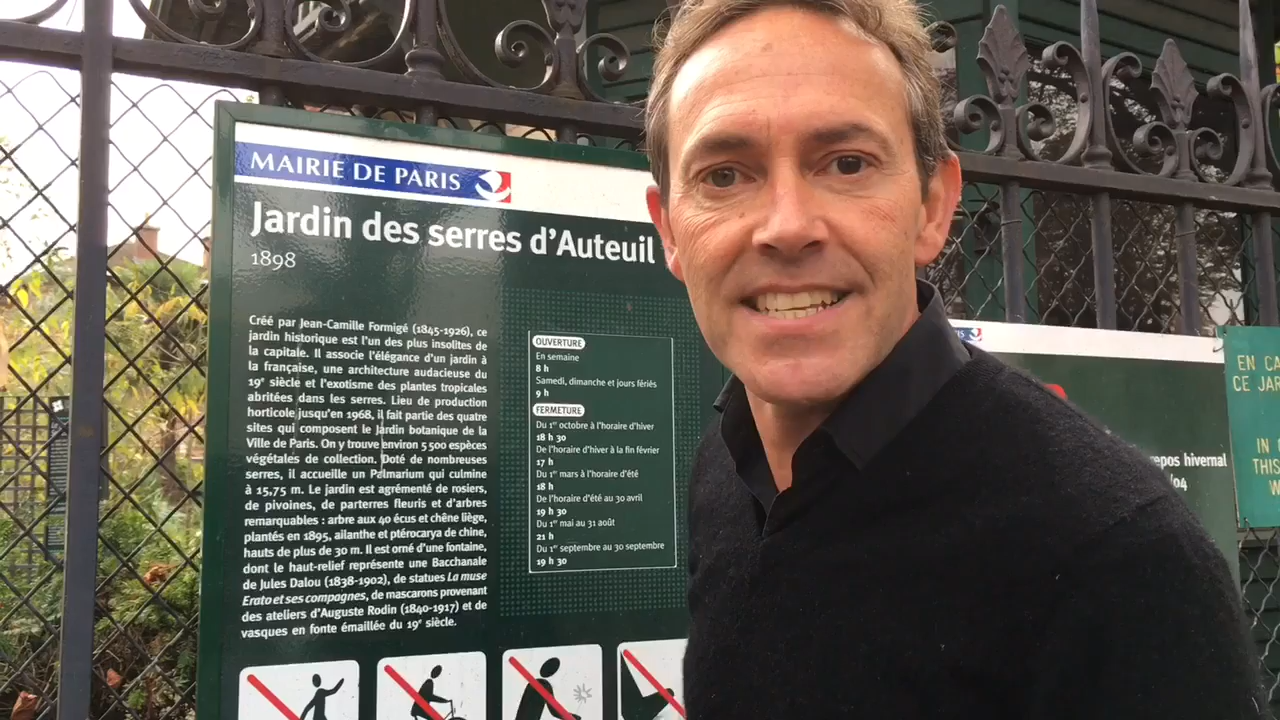 MAIRIE DE PARIS
Jardin des serres d'Auteuil
1898
Créé par Jean-Camille Formigé (1845-1926), ce
jardin historique est l'un des plus insolites de
la capitale. Il associe l'élégance d'un jardin à
la française, une architecture audacieuse du
19e siècle et l'exotisme des plantes tropicales
abritées dans les serres. Lieu de production
horticole jusqu'en 1968, il fait partie des quatre
sites qui composent le Jardin botanique de la
Ville de Paris. On y trouve environ 5 500 espèces
végétales de collection. Doté de nombreuses
serres, il accueille un Palmarium qui culmine
à 15,75 m. Le jardin est agrémenté de rosiers,
de pivoines, de parterres fleuris et d'arbres
remarquables : arbre aux 40 écus et chêne liège,
plantés en 1895, ailanthe et ptérocarya de chine,
hauts de plus de 30 m. Il est orné d'une fontaine,
dont le haut-relief représente une Bacchanale
de Jules Dalou (1838-1902), de statues La muse
Erato et ses compagnes, de mascarons provenant
des ateliers d'Auguste Rodin (1840-1917) et de
vasques en fonte émaillée du 19e siècle.
OUVERTURE
En semaine
8 h
Samedi, dimanche et jours fériés
9 h
FERMETURE
Du 1er octobre à l'horaire d'hiver
18 h 30
De l'horaire d'hiver à la fin février
17 h
Du 1er mars à l'horaire d'été
18 h
De l'horaire d'été au 30 avril
19 h 30
Du 1er mai au 31 août
21 h
Du 1er septembre au 30 septembre
19 h 30
repos hivernal
/04
EN CA
CE JAR
IN
THIS
W